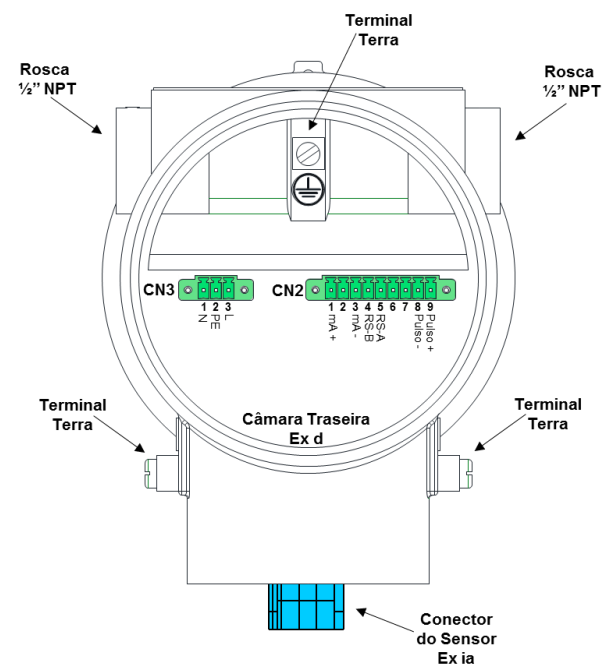 Terminal
Terra
Rosca
½” NPT
Rosca
½” NPT
CN3
1 2 3
N
PE
L
CN2
1 2 3 4 5 6 7 8 9
mA +
mA -
RS-B
RS-A
Pulso -
Pulso +
Terminal
Terra
Câmara Traseira
Ex d
Terminal
Terra
Conector
do Sensor
Ex ia